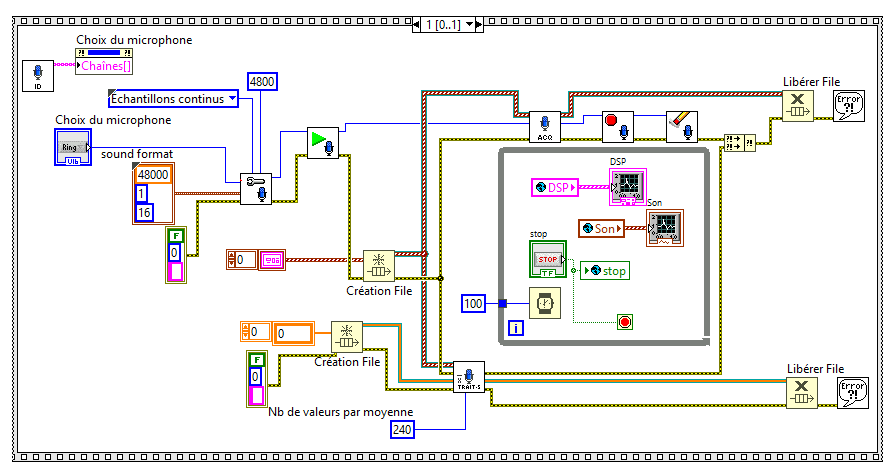 1 [0..1]
Choix du microphone
Chaînes[]
ID
4800
Echantillons continus
Libérer File
Error
?!
Choix du microphone
Ring
U16
sound format
48000
1
16
ACQ
DSP
DSP
Son
Son
F
0
0
stop
STOP
TF
stop
Création File
100
i
0
0
F
0
Création File
TRAIT-S
Libérer File
Error
?!
Nb de valeurs par moyenne
240